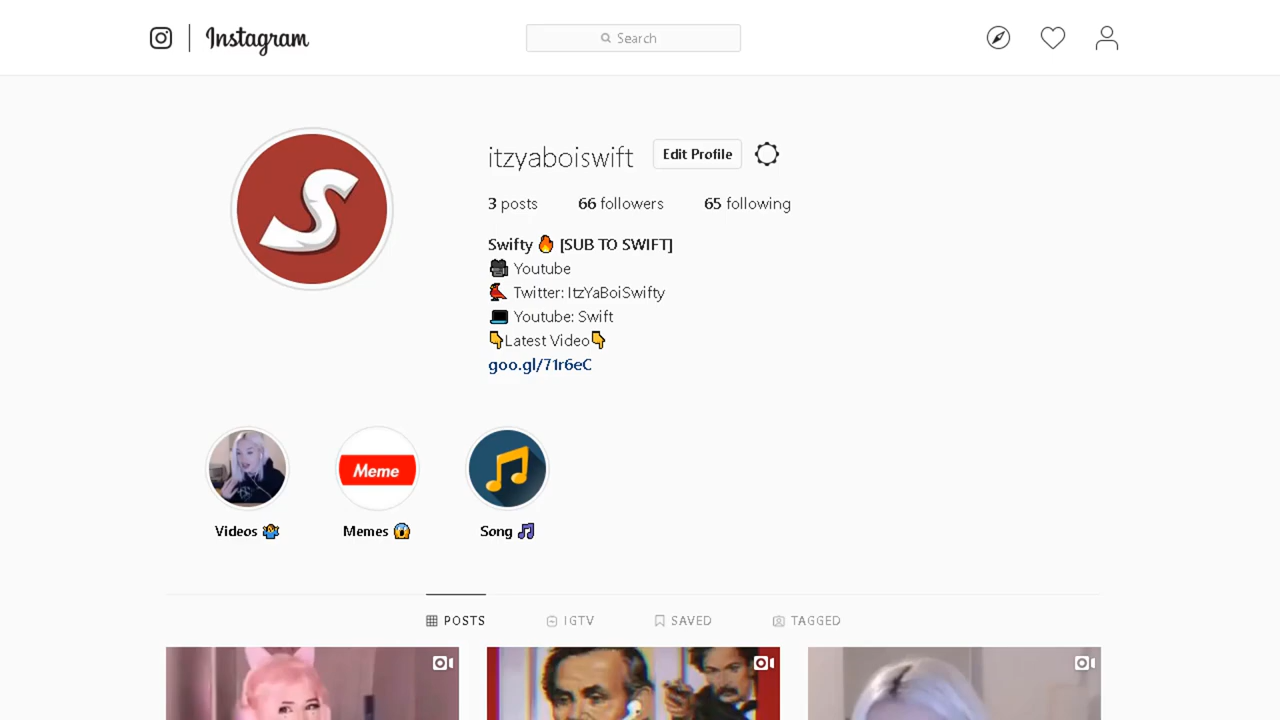 Instagram
Search
itzyaboiswift Edit Profile
3 posts 66 followers 65 following
Swifty 🔥 [SUB TO SWIFT]
🎥 Youtube
🐦 Twitter: ItzYaBoiSwifty
💻 Youtube: Swift
👇Latest Video👇
goo.gl/71r6eC
Meme
Videos 🤷 Memes 😱 Song 🎵
POSTS IGTV SAVED TAGGED